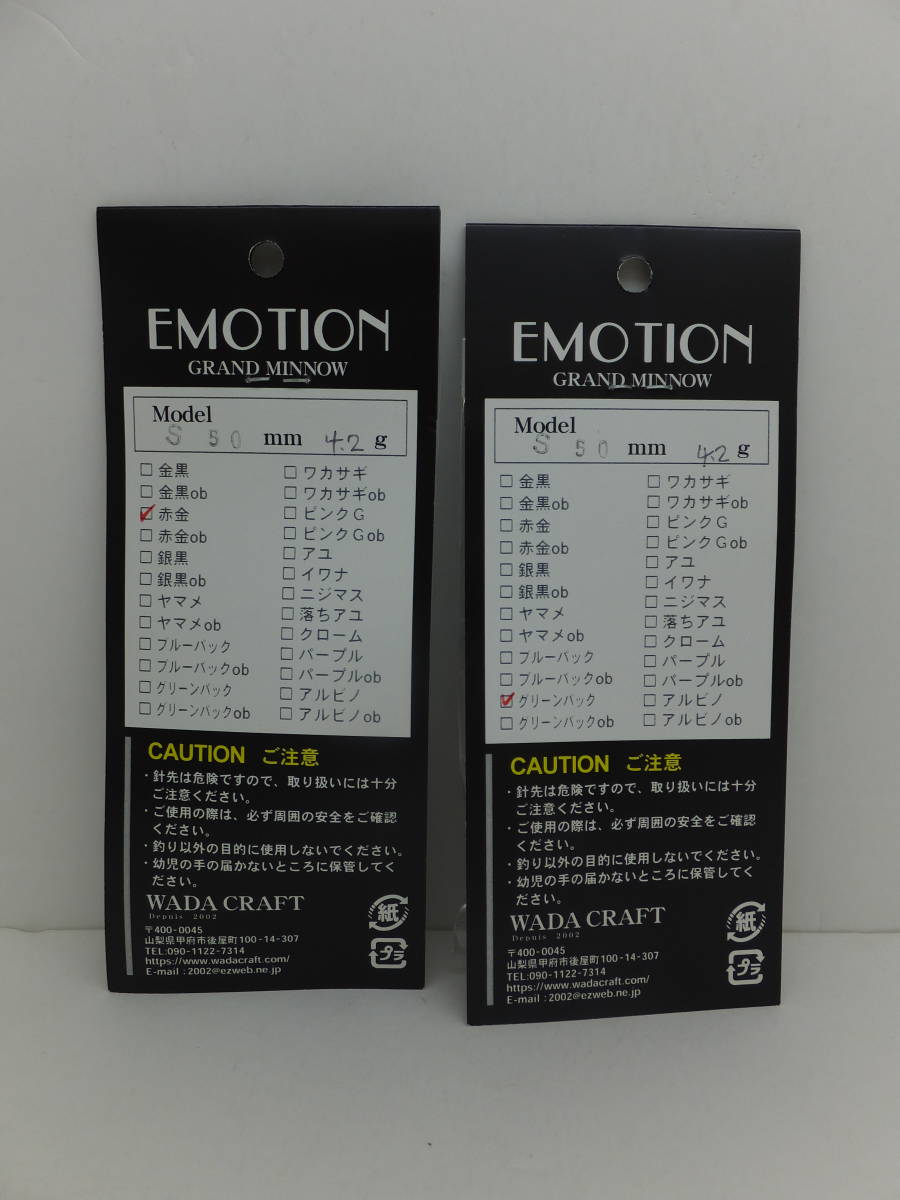 EMOTION
GRAND MINNOW
Model
S 50 mm 4.2 g
金黒
金黒ob
赤金
赤金ob
銀黒
銀黒ob
ヤマメ
ヤマメob
ブルーバック
ブルーバックob
グリーンバック
グリーンバックob
ワカサギ
ワカサギob
ピンクG
ピンクGob
アユ
イワナ
ニジマス
落ちアユ
クローム
パープル
パープルob
アルビノ
アルビノob
CAUTION ご注意
・針先は危険ですので、取り扱いには十分
ご注意ください。
・ご使用の際は、必ず周囲の安全をご確認
ください。
・釣り以外の目的に使用しないでください。
・幼児の手の届かないところに保管してく
ださい。
WADA CRAFT
Depuis 2002
〒400-0045
山梨県甲府市後屋町100-14-307
TEL:090-1122-7314
https://www.wadacraft.com/
E-mail : 2002@ezweb.ne.jp
紙
プラ
EMOTION
GRAND MINNOW
Model
S 50 mm 4.2 g
金黒
金黒ob
赤金
赤金ob
銀黒
銀黒ob
ヤマメ
ヤマメob
ブルーバック
ブルーバックob
グリーンバック
グリーンバックob
ワカサギ
ワカサギob
ピンクG
ピンクGob
アユ
イワナ
ニジマス
落ちアユ
クローム
パープル
パープルob
アルビノ
アルビノob
CAUTION ご注意
・針先は危険ですので、取り扱いには十分
ご注意ください。
・ご使用の際は、必ず周囲の安全をご確認
ください。
・釣り以外の目的に使用しないでください。
・幼児の手の届かないところに保管してく
ださい。
WADA CRAFT
Depuis 2002
〒400-0045
山梨県甲府市後屋町100-14-307
TEL:090-1122-7314
https://www.wadacraft.com/
E-mail : 2002@ezweb.ne.jp
紙
プラ